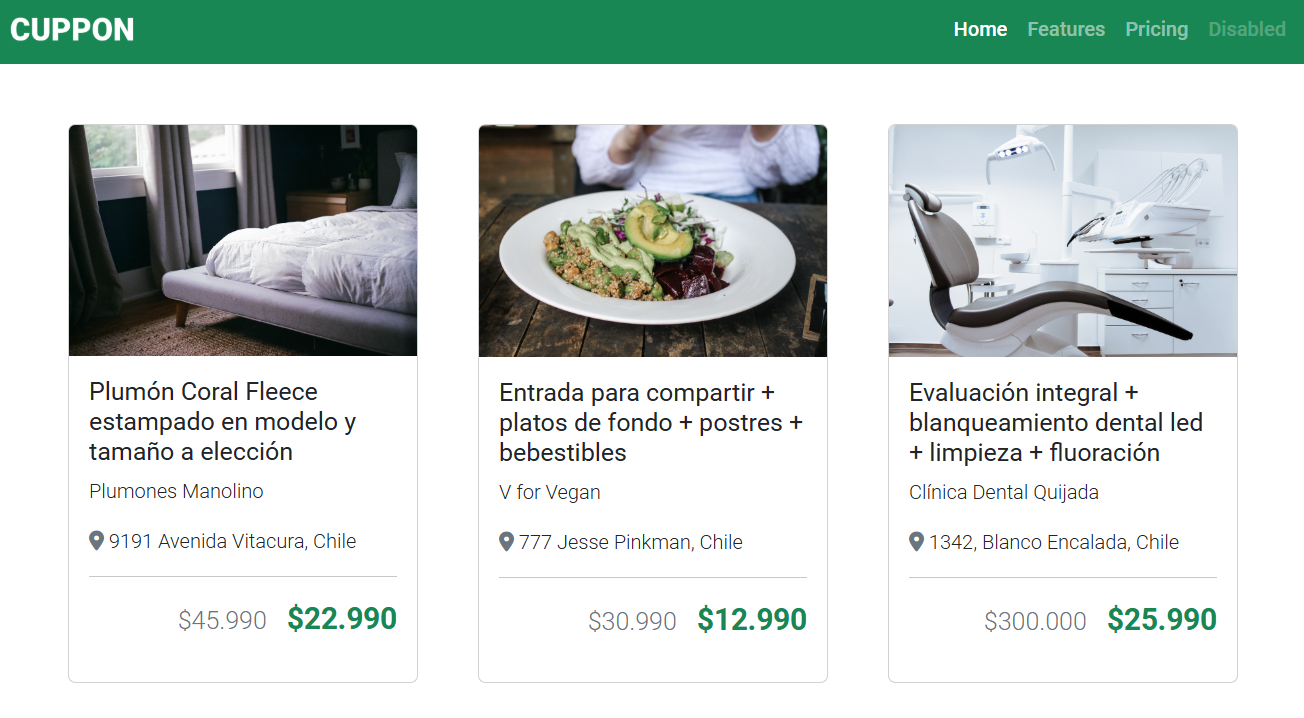 CUPPON
Home Features Pricing Disabled
Plumón Coral Fleece
estampado en modelo y
tamaño a elección
Plumones Manolino
9191 Avenida Vitacura, Chile
$45.990 $22.990
Entrada para compartir +
platos de fondo + postres +
bebestibles
V for Vegan
777 Jesse Pinkman, Chile
$30.990 $12.990
Evaluación integral +
blanqueamiento dental led
+ limpieza + fluoración
Clínica Dental Quijada
1342, Blanco Encalada, Chile
$300.000 $25.990